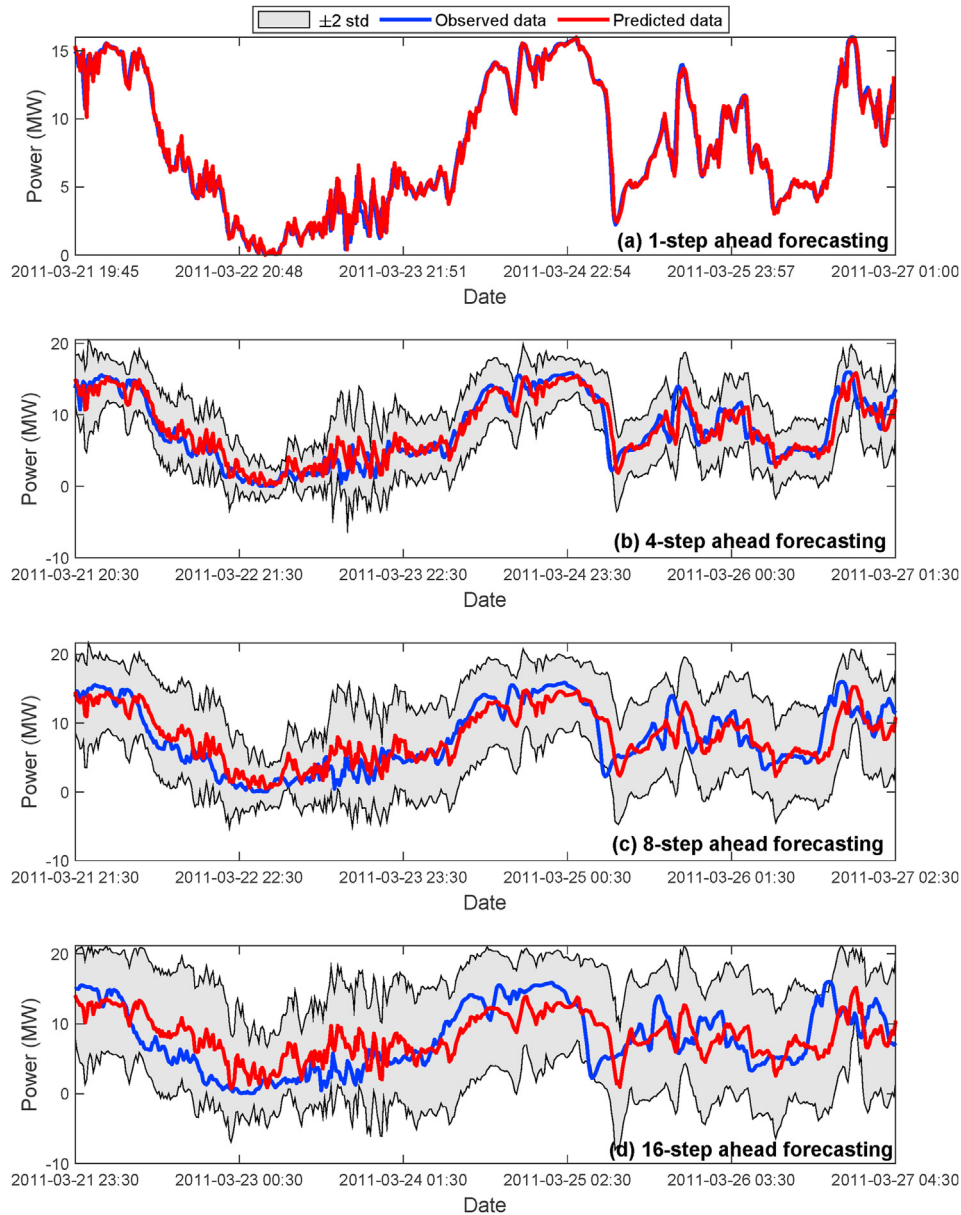 ±2 std Observed data Predicted data
15
10
5
0
Power (MW)
(a) 1-step ahead forecasting
2011-03-21 19:45 2011-03-22 20:48 2011-03-23 21:51 2011-03-24 22:54 2011-03-25 23:57 2011-03-27 01:00
Date
20
10
0
-10
Power (MW)
(b) 4-step ahead forecasting
2011-03-21 20:30 2011-03-22 21:30 2011-03-23 22:30 2011-03-24 23:30 2011-03-26 00:30 2011-03-27 01:30
Date
20
10
0
-10
Power (MW)
(c) 8-step ahead forecasting
2011-03-21 21:30 2011-03-22 22:30 2011-03-23 23:30 2011-03-25 00:30 2011-03-26 01:30 2011-03-27 02:30
Date
20
10
0
-10
Power (MW)
(d) 16-step ahead forecasting
2011-03-21 23:30 2011-03-23 00:30 2011-03-24 01:30 2011-03-25 02:30 2011-03-26 03:30 2011-03-27 04:30
Date